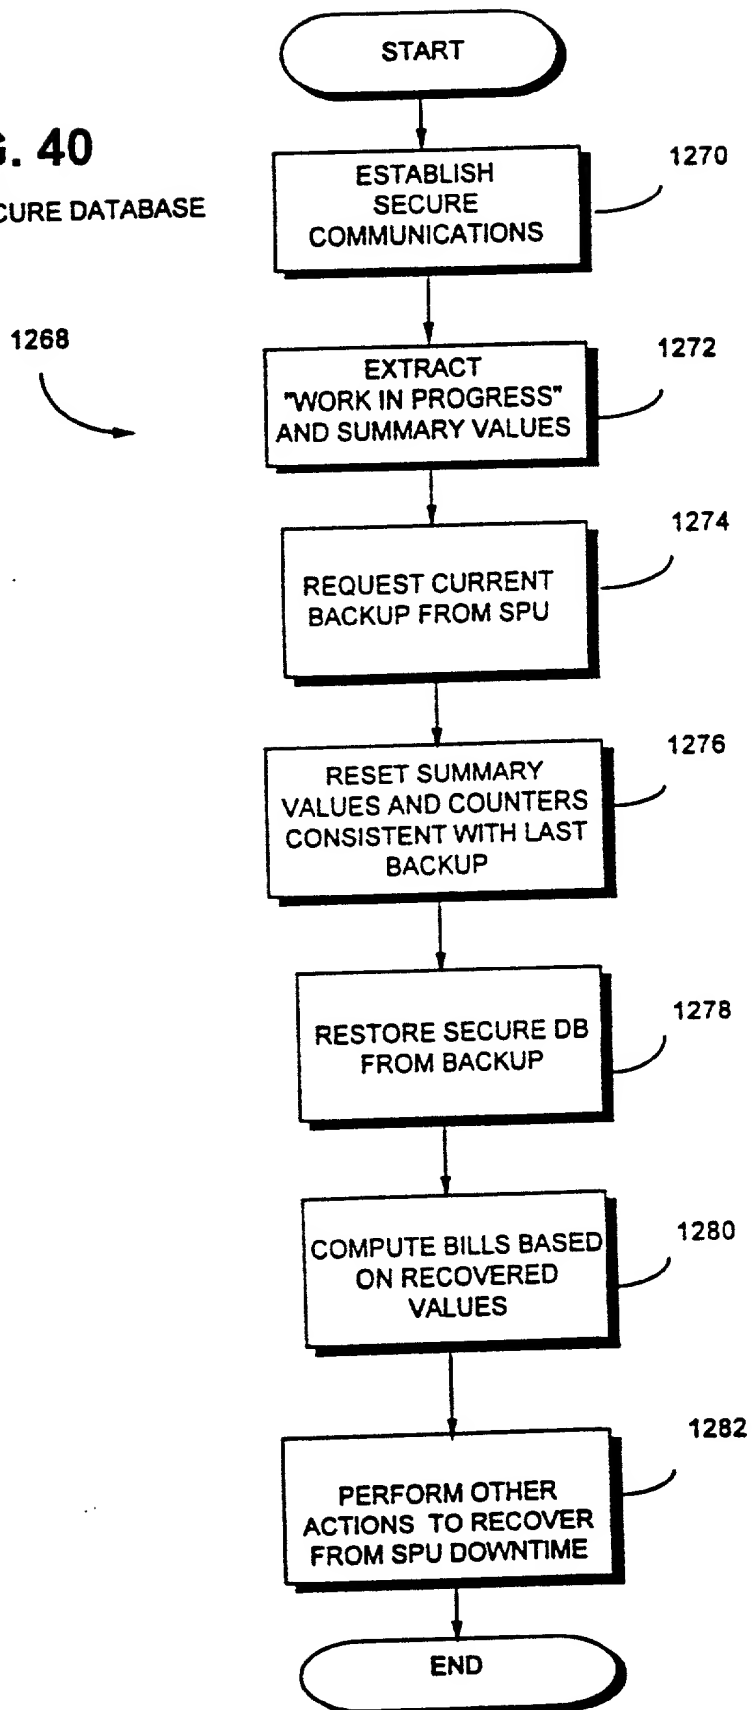 START
G. 40
CURE DATABASE
1268
ESTABLISH
SECURE
COMMUNICATIONS
1270
EXTRACT
"WORK IN PROGRESS"
AND SUMMARY VALUES
1272
REQUEST CURRENT
BACKUP FROM SPU
1274
RESET SUMMARY
VALUES AND COUNTERS
CONSISTENT WITH LAST
BACKUP
1276
RESTORE SECURE DB
FROM BACKUP
1278
COMPUTE BILLS BASED
ON RECOVERED
VALUES
1280
PERFORM OTHER
ACTIONS TO RECOVER
FROM SPU DOWNTIME
1282
END